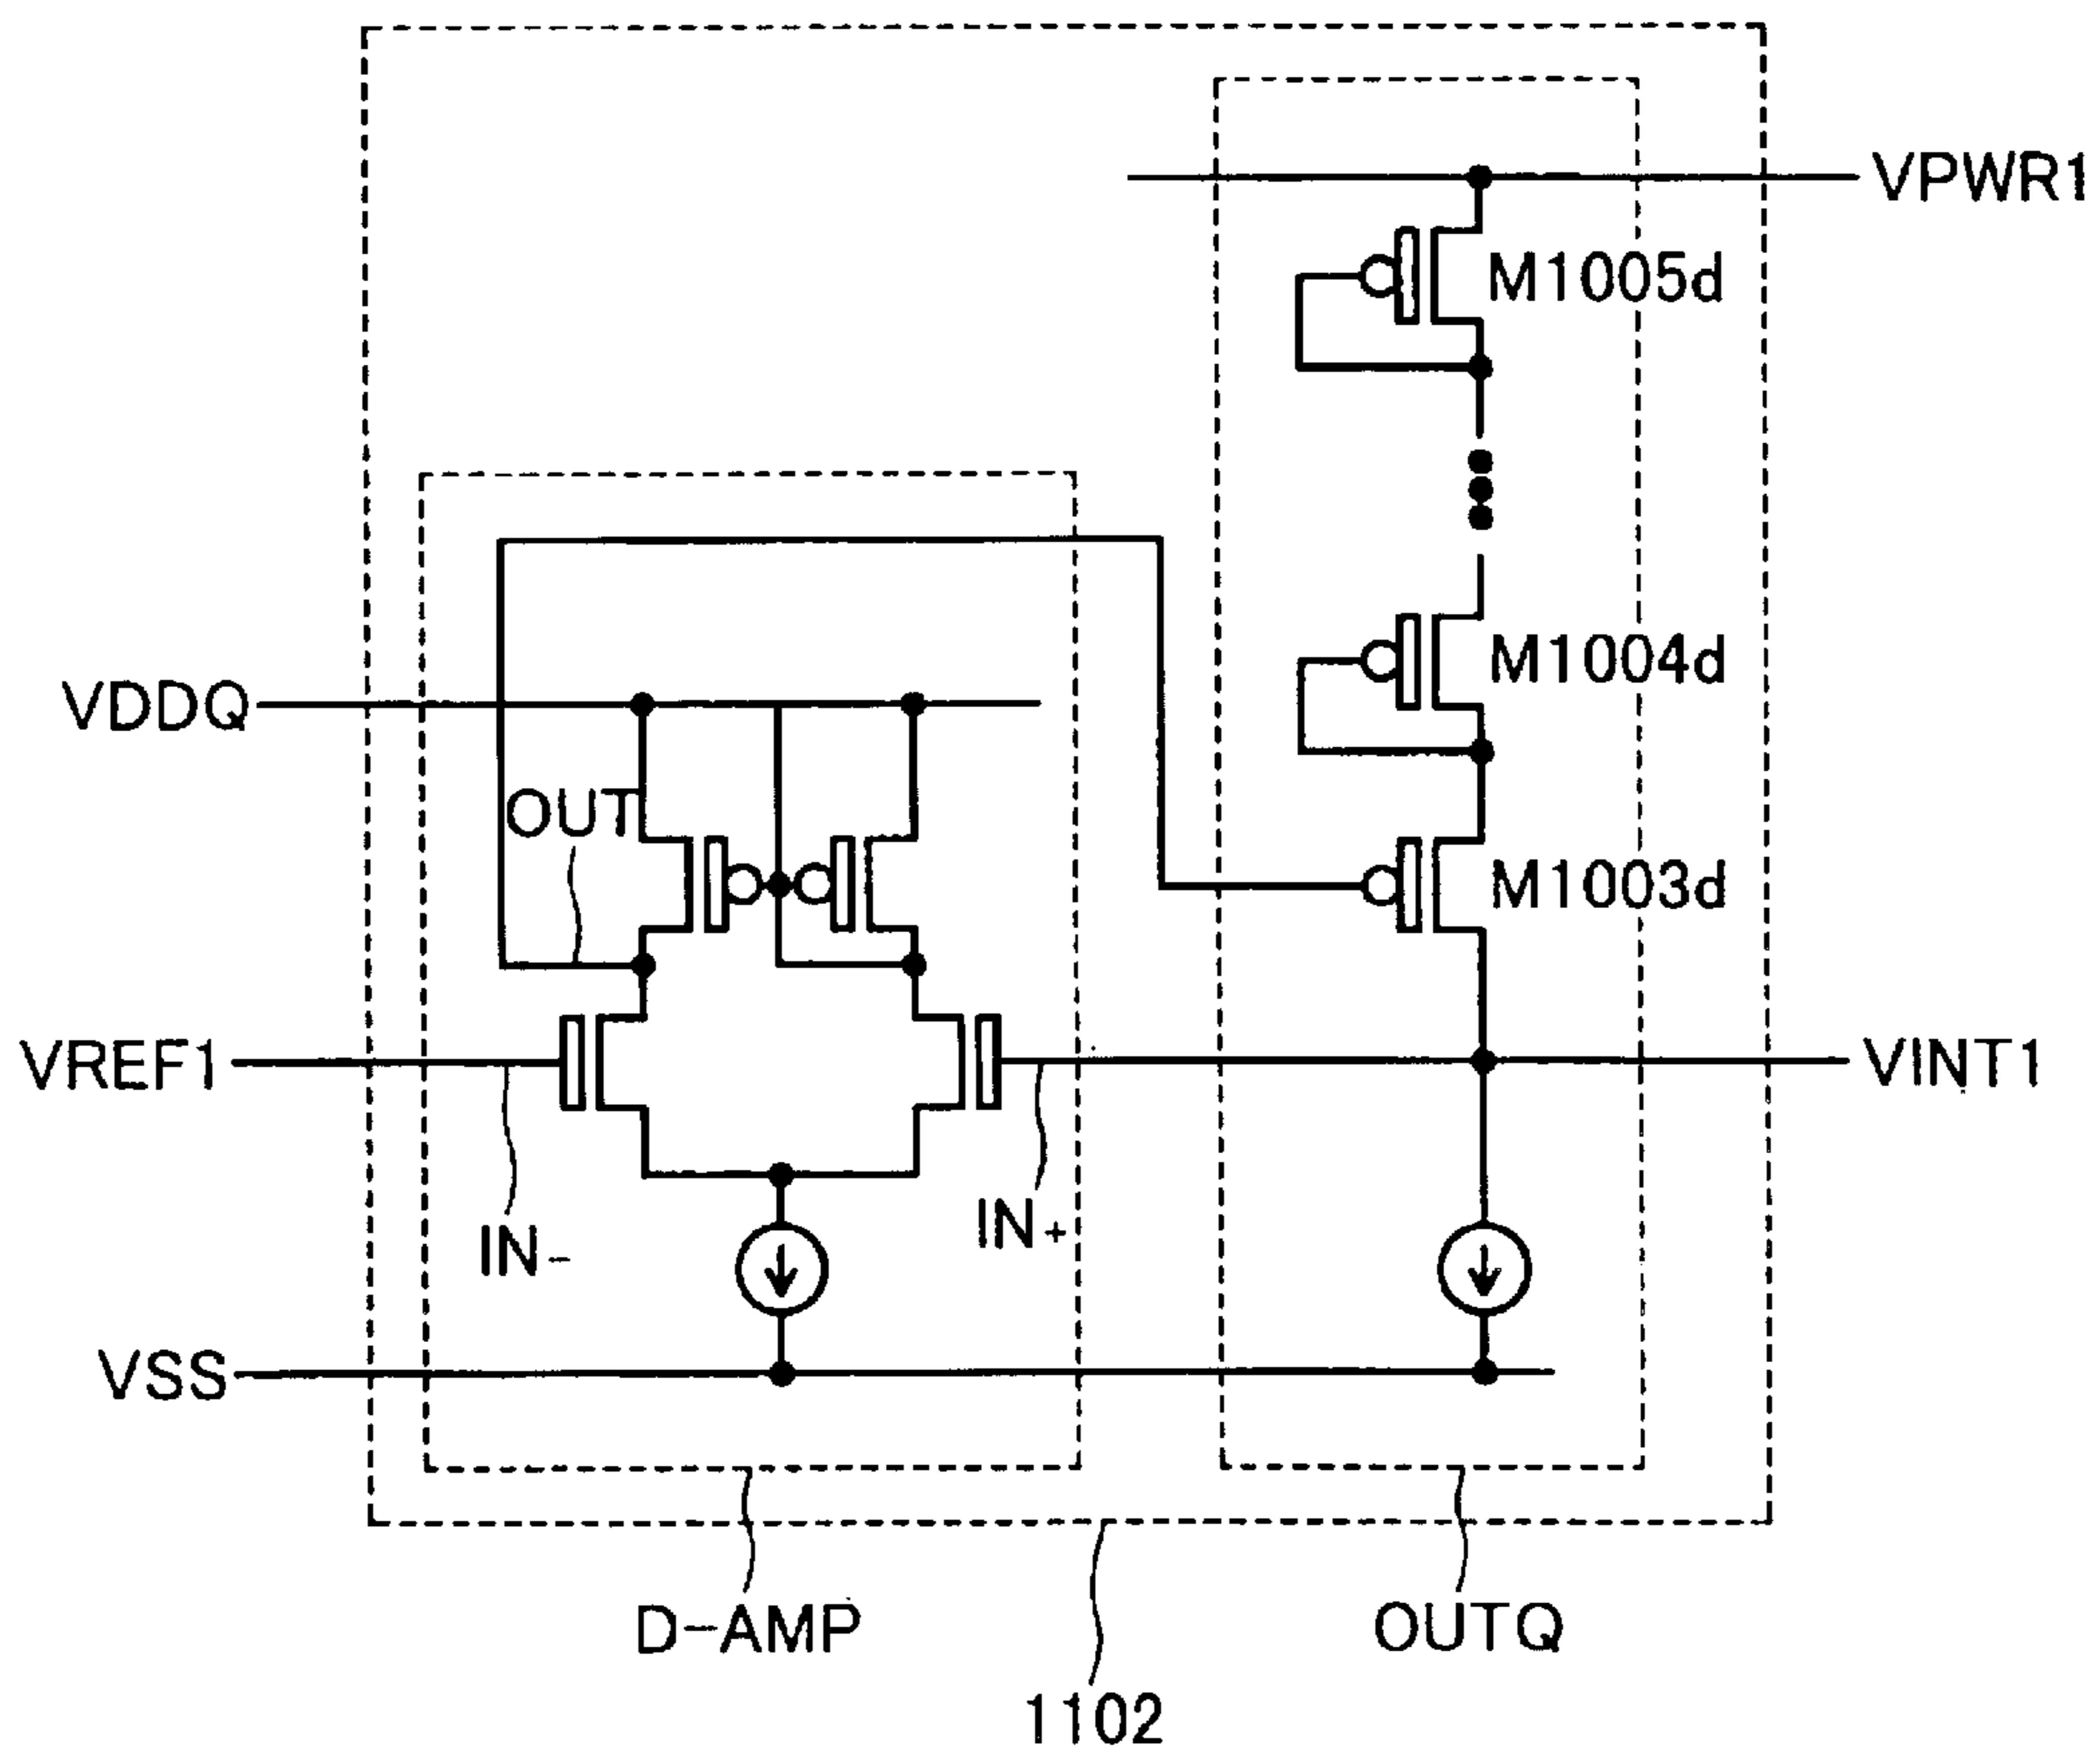 VPWR1
M1005d
M1004d
VDDQ
OUT
M1003d
VREF1
VINT1
IN-
IN+
VSS
D-AMP
OUTQ
1102